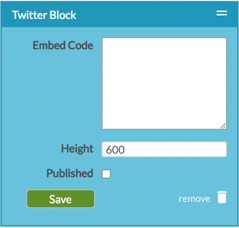 Twitter Block
Embed Code
Height 600
Published
Save remove